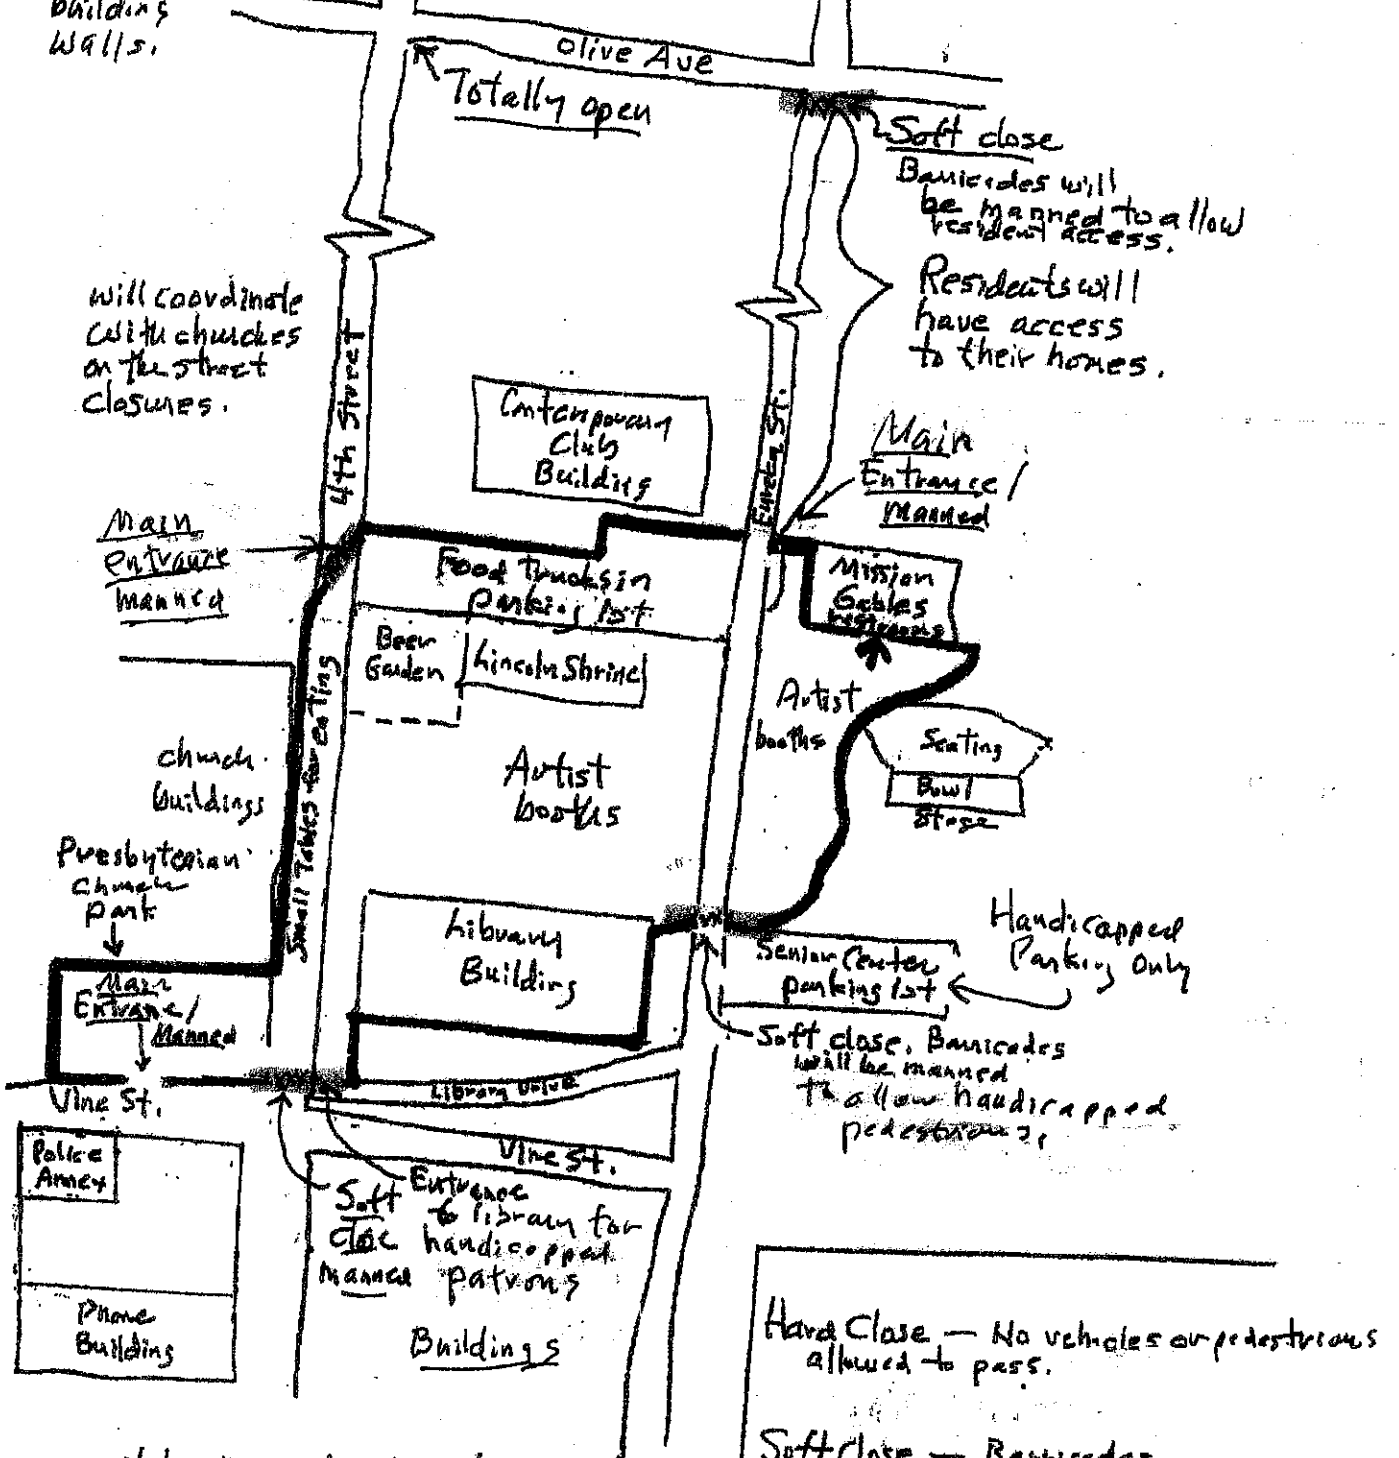 building
walls.
Olive Ave
Totally open
Soft close
Barricades will
be manned to allow
resident access.
Residents will
have access
to their homes.
will coordinate
with churches
on the street
closures.
4th Street
Contemporary
Club
Building
Eureka St.
Main
Entrance/
Manned
Main
entrance
manned
Food Trucks in
parking lot
Mission
Gables
restrooms
Beer
Garden
Lincoln Shrine
Small Tables for eating
Artist
booths
Seating
Bowl
Stage
church
buildings
Artist
booths
Presbyterian
Church
park
Main
Entrance/
Manned
Library
Building
Senior Center
parking lot
Handicapped
Parking Only
Soft close. Barricades
will be manned
to allow handicapped
pedestrians.
Vine St.
Library Drive
Vine St.
Police
Annex
Soft
close
manned
Entrance
to library for
handicapped
patrons
Phone
Building
Buildings
Hard Close — No vehicles or pedestrians
allowed to pass.
Soft Close — Barricades